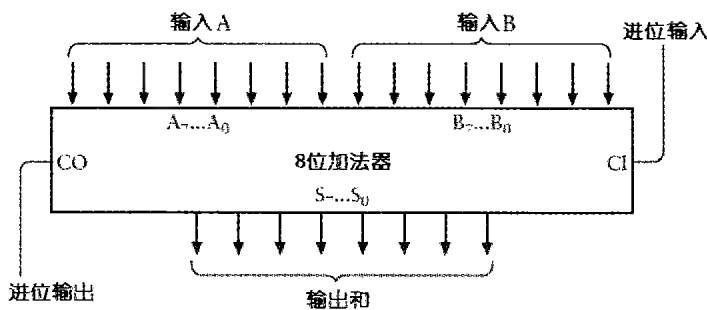 输入A
输入B
进位输入
A₇...A₀
B₇...B₀
CO
8位加法器
CI
S₇...S₀
进位输出
输出和